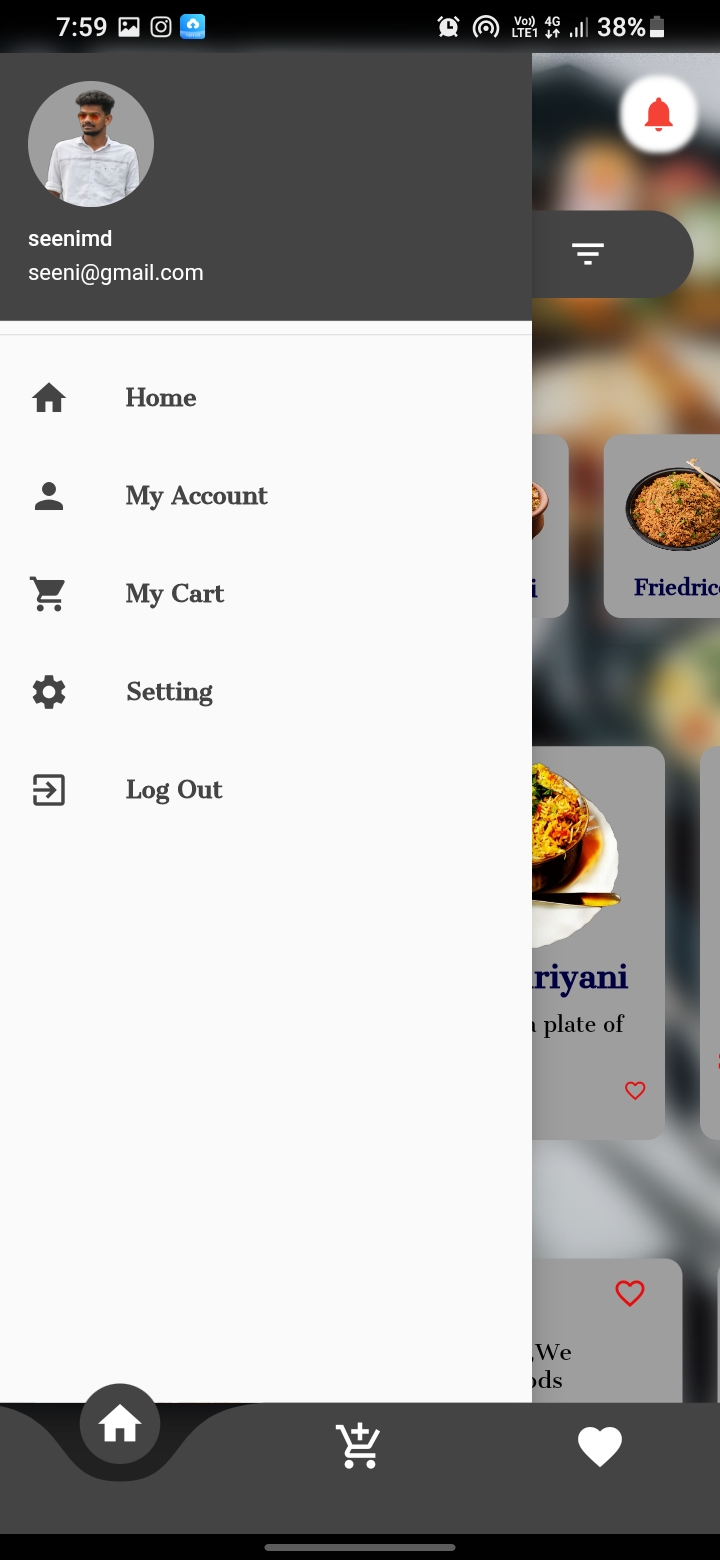 7:59
Vo)) 4G
LTE1
38%
seenimd
seeni@gmail.com
Home
My Account
My Cart
Setting
Log Out
i
Friedric
riyani
plate of
,We
ods